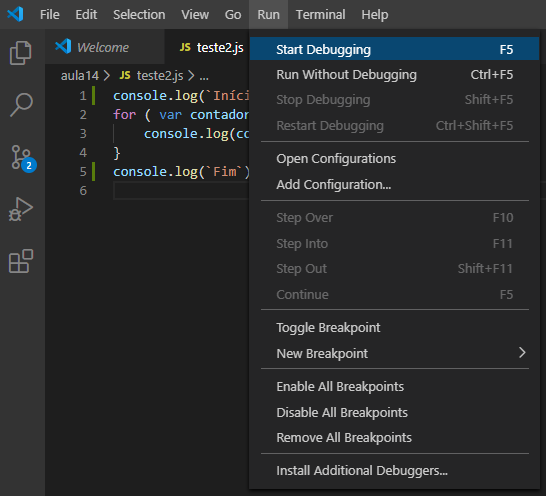 File Edit Selection View Go Run Terminal Help
Welcome JS teste2.js
aula14 > JS teste2.js > ...
1 console.log(`Iníci
2 for ( var contador
3 console.log(co
4 }
5 console.log(`Fim`)
6
2
Start Debugging F5
Run Without Debugging Ctrl+F5
Stop Debugging Shift+F5
Restart Debugging Ctrl+Shift+F5
Open Configurations
Add Configuration...
Step Over F10
Step Into F11
Step Out Shift+F11
Continue F5
Toggle Breakpoint
New Breakpoint
Enable All Breakpoints
Disable All Breakpoints
Remove All Breakpoints
Install Additional Debuggers...